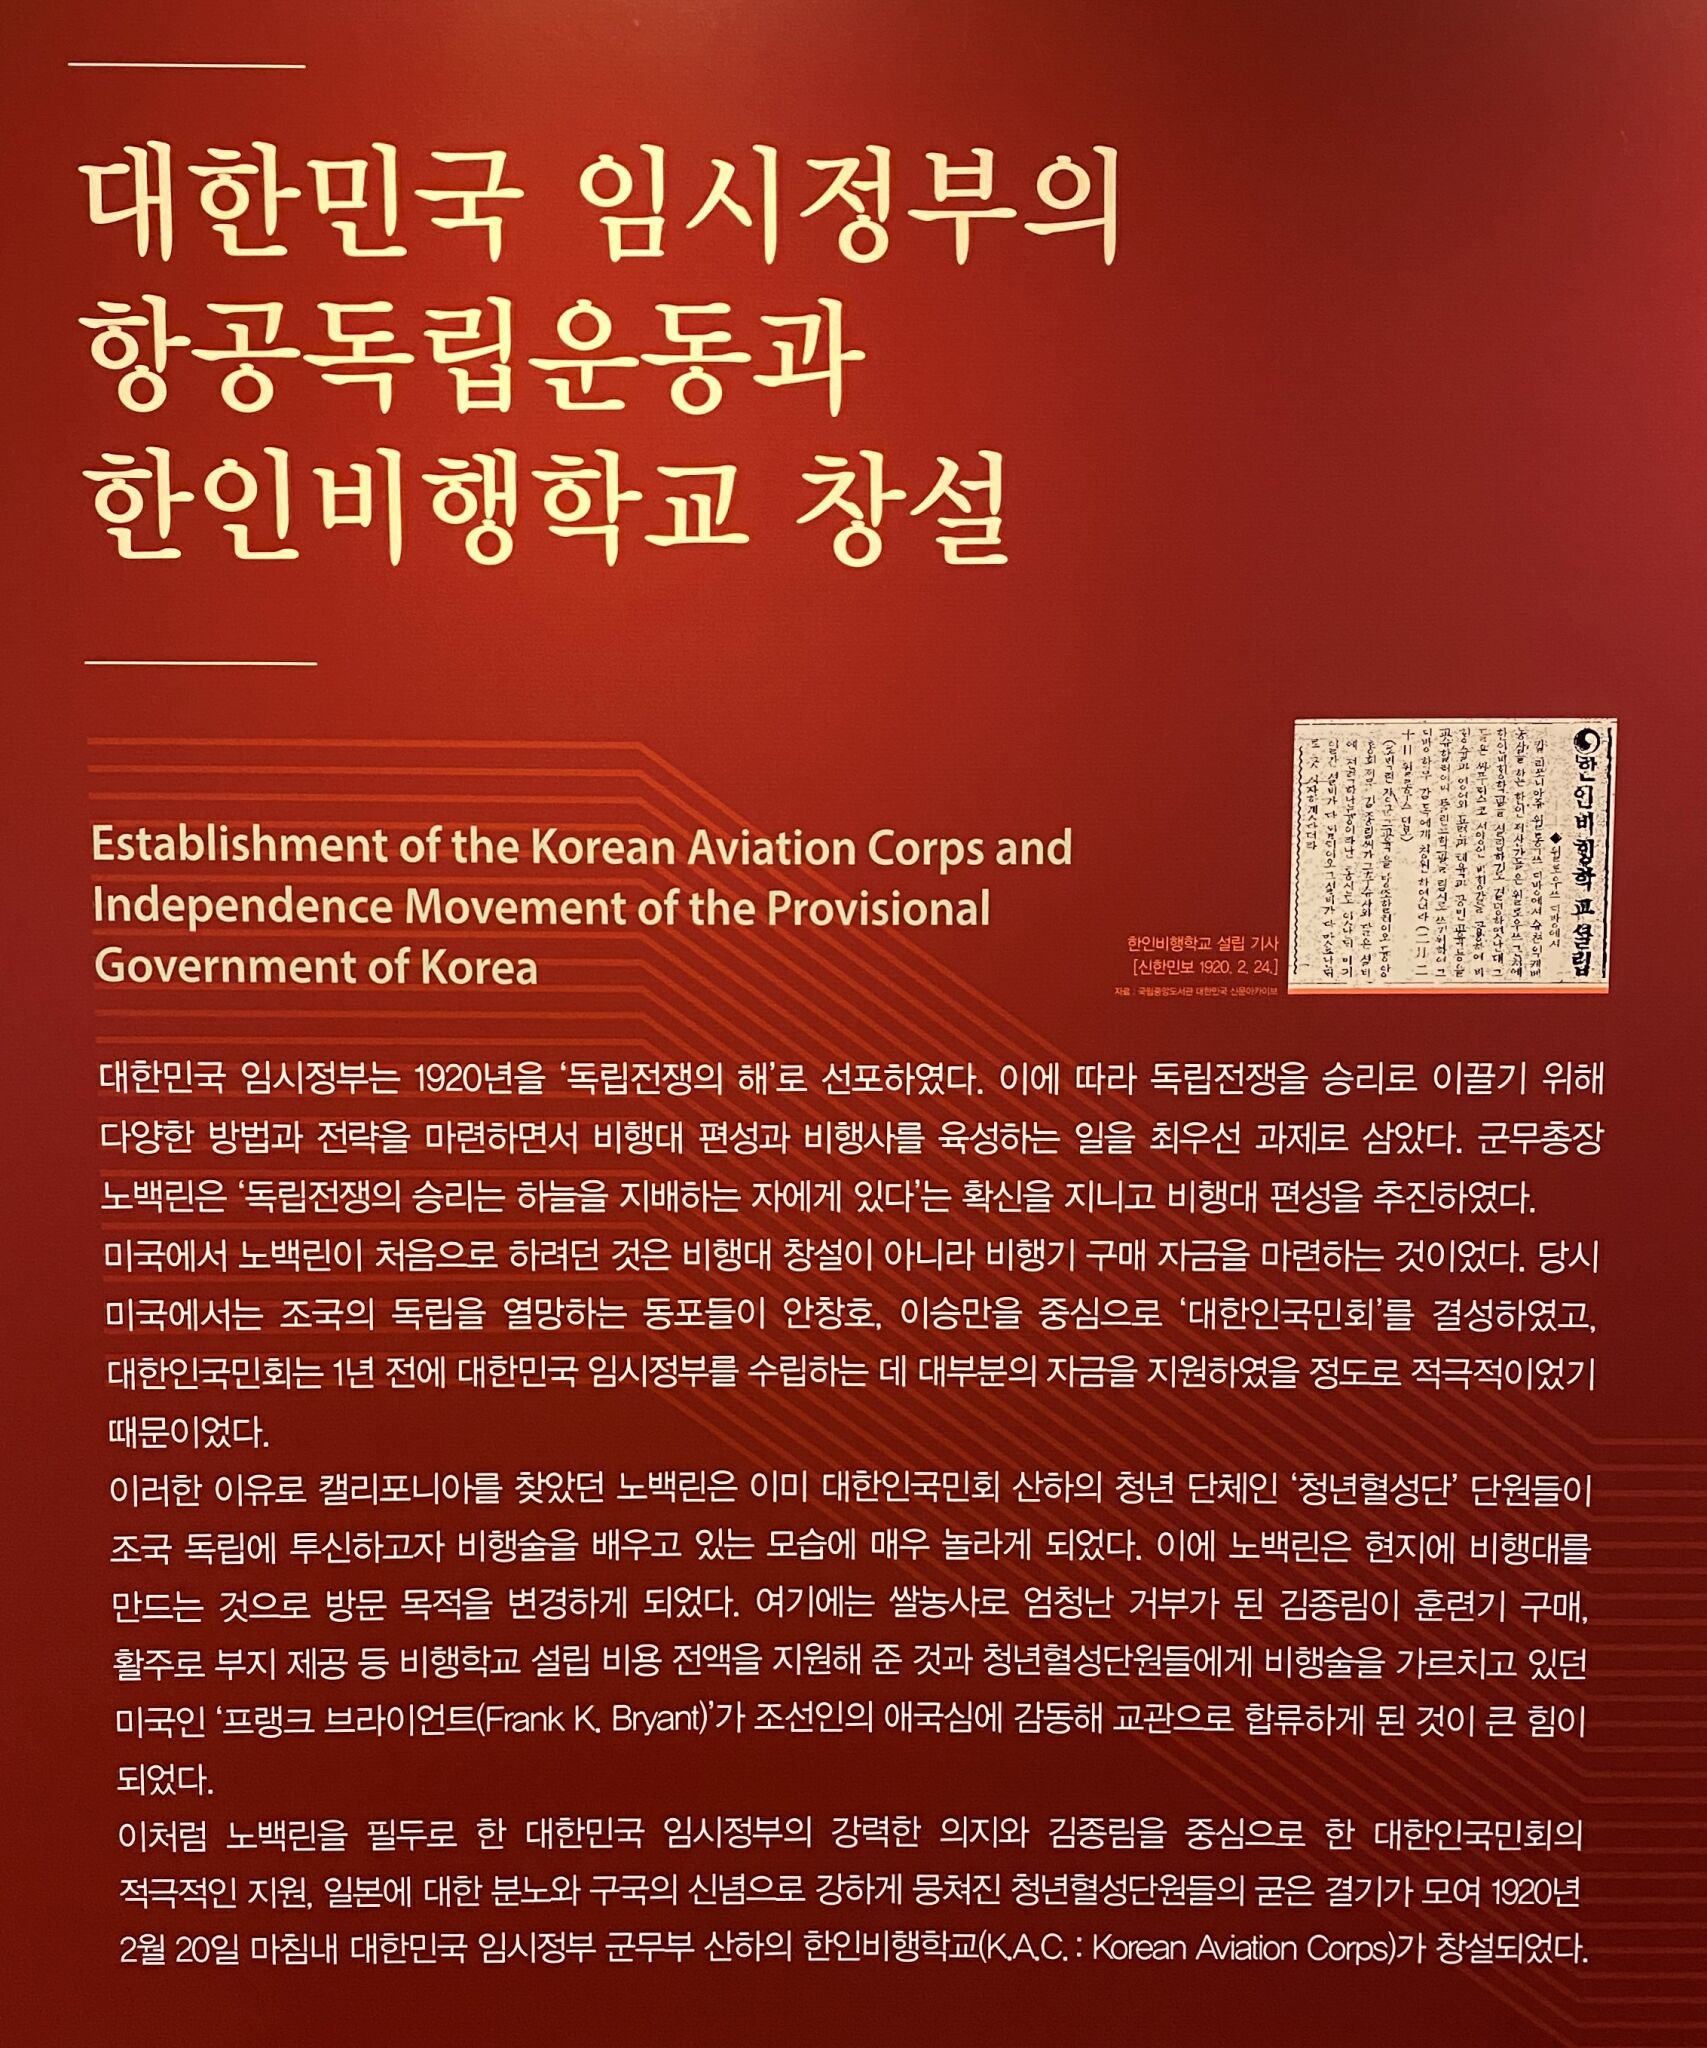 대한민국 임시정부의
항공독립운동과
한인비행학교 창설
Establishment of the Korean Aviation Corps and
Independence Movement of the Provisional
Government of Korea
한인비행학교 설립 기사
[신한민보 1920. 2. 24.]
자료 : 국립중앙도서관 대한민국 신문아카이브
한인비힝학교 셜립
대한민국 임시정부는 1920년을 ‘독립전쟁의 해’로 선포하였다. 이에 따라 독립전쟁을 승리로 이끌기 위해
다양한 방법과 전략을 마련하면서 비행대 편성과 비행사를 육성하는 일을 최우선 과제로 삼았다. 군무총장
노백린은 ‘독립전쟁의 승리는 하늘을 지배하는 자에게 있다’는 확신을 지니고 비행대 편성을 추진하였다.
미국에서 노백린이 처음으로 하려던 것은 비행대 창설이 아니라 비행기 구매 자금을 마련하는 것이었다. 당시
미국에서는 조국의 독립을 열망하는 동포들이 안창호, 이승만을 중심으로 ‘대한인국민회’를 결성하였고,
대한인국민회는 1년 전에 대한민국 임시정부를 수립하는 데 대부분의 자금을 지원하였을 정도로 적극적이었기
때문이었다.
이러한 이유로 캘리포니아를 찾았던 노백린은 이미 대한인국민회 산하의 청년 단체인 ‘청년혈성단’ 단원들이
조국 독립에 투신하고자 비행술을 배우고 있는 모습에 매우 놀라게 되었다. 이에 노백린은 현지에 비행대를
만드는 것으로 방문 목적을 변경하게 되었다. 여기에는 쌀농사로 엄청난 거부가 된 김종림이 훈련기 구매,
활주로 부지 제공 등 비행학교 설립 비용 전액을 지원해 준 것과 청년혈성단원들에게 비행술을 가르치고 있던
미국인 ‘프랭크 브라이언트(Frank K. Bryant)’가 조선인의 애국심에 감동해 교관으로 합류하게 된 것이 큰 힘이
되었다.
이처럼 노백린을 필두로 한 대한민국 임시정부의 강력한 의지와 김종림을 중심으로 한 대한인국민회의
적극적인 지원, 일본에 대한 분노와 구국의 신념으로 강하게 뭉쳐진 청년혈성단원들의 굳은 결기가 모여 1920년
2월 20일 마침내 대한민국 임시정부 군무부 산하의 한인비행학교(K.A.C. : Korean Aviation Corps)가 창설되었다.